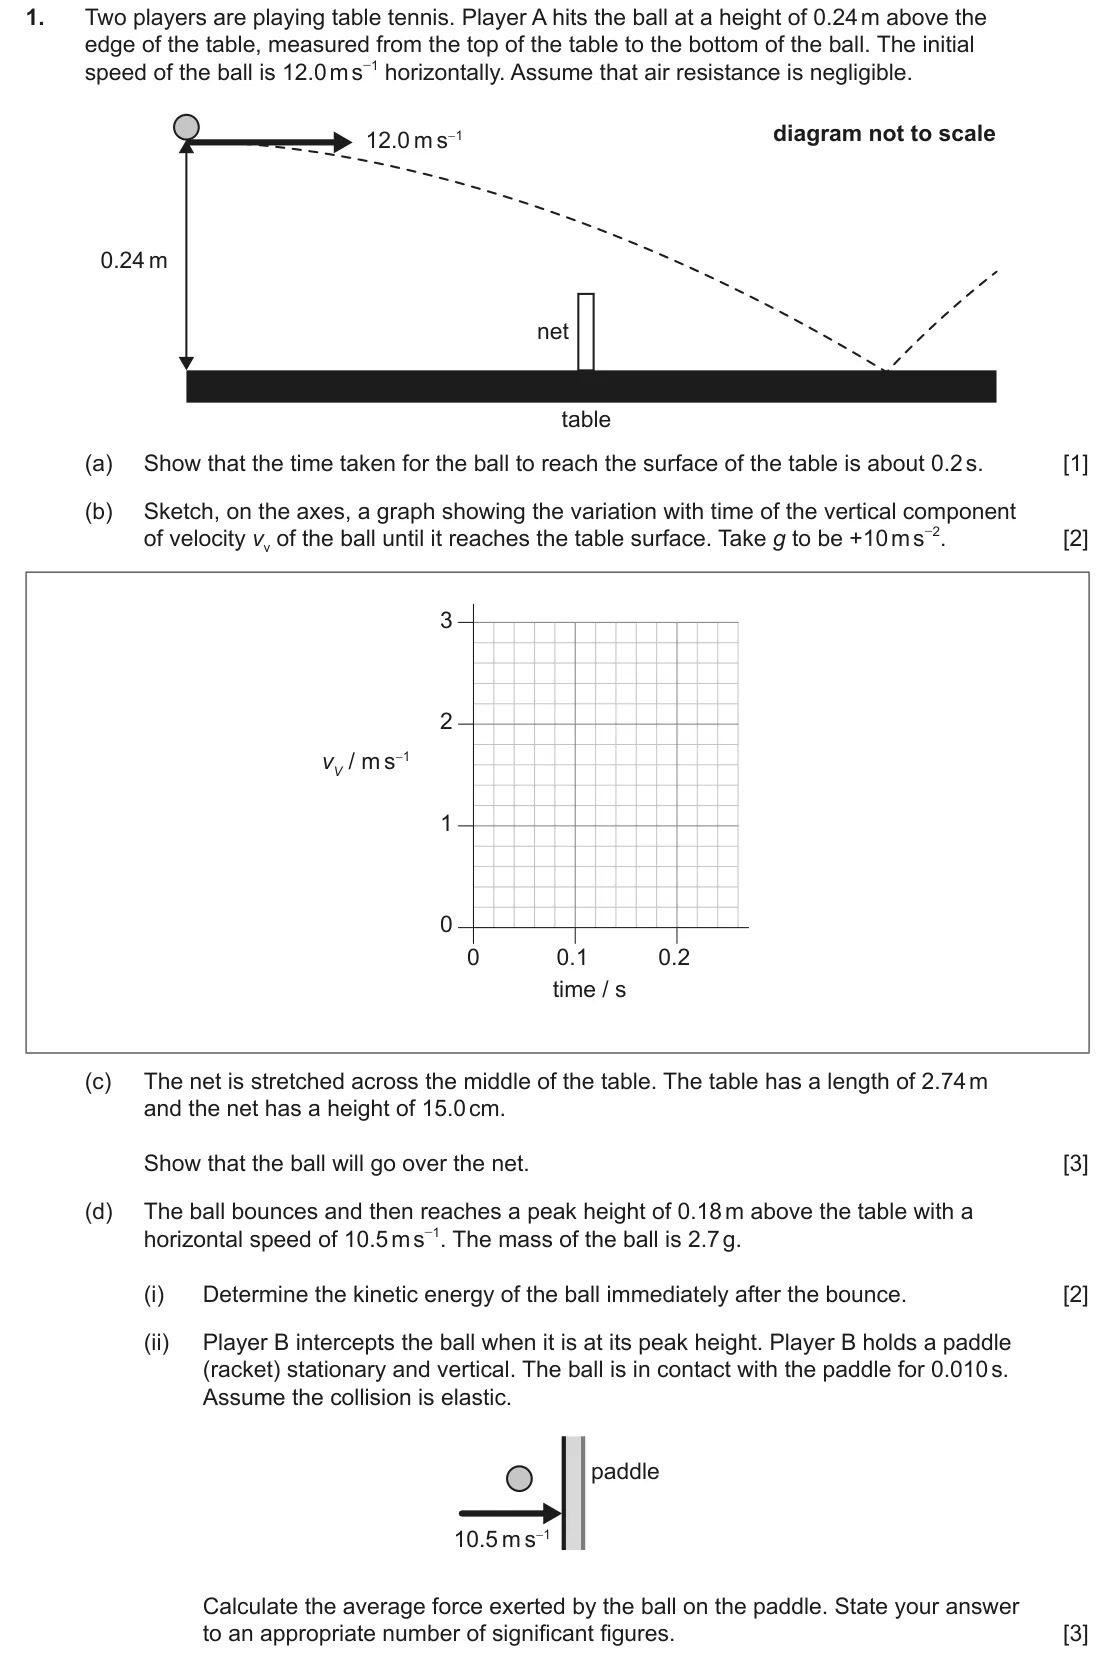 1. Two players are playing table tennis. Player A hits the ball at a height of 0.24 m above the
edge of the table, measured from the top of the table to the bottom of the ball. The initial
speed of the ball is 12.0 m s⁻¹ horizontally. Assume that air resistance is negligible.
12.0 m s⁻¹
diagram not to scale
0.24 m
net
table
(a) Show that the time taken for the ball to reach the surface of the table is about 0.2 s. [1]
(b) Sketch, on the axes, a graph showing the variation with time of the vertical component
of velocity vᵥ of the ball until it reaches the table surface. Take g to be +10 m s⁻². [2]
3
2
vᵥ / m s⁻¹
1
0
0 0.1 0.2
time / s
(c) The net is stretched across the middle of the table. The table has a length of 2.74 m
and the net has a height of 15.0 cm.
Show that the ball will go over the net. [3]
(d) The ball bounces and then reaches a peak height of 0.18 m above the table with a
horizontal speed of 10.5 m s⁻¹. The mass of the ball is 2.7 g.
(i) Determine the kinetic energy of the ball immediately after the bounce. [2]
(ii) Player B intercepts the ball when it is at its peak height. Player B holds a paddle
(racket) stationary and vertical. The ball is in contact with the paddle for 0.010 s.
Assume the collision is elastic.
paddle
10.5 m s⁻¹
Calculate the average force exerted by the ball on the paddle. State your answer
to an appropriate number of significant figures. [3]